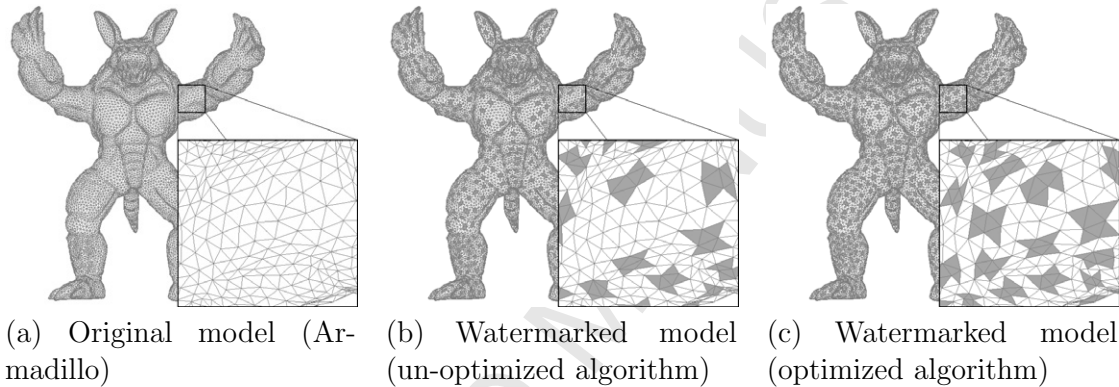 (a) Original model (Ar-
madillo)
(b) Watermarked model
(un-optimized algorithm)
(c) Watermarked model
(optimized algorithm)